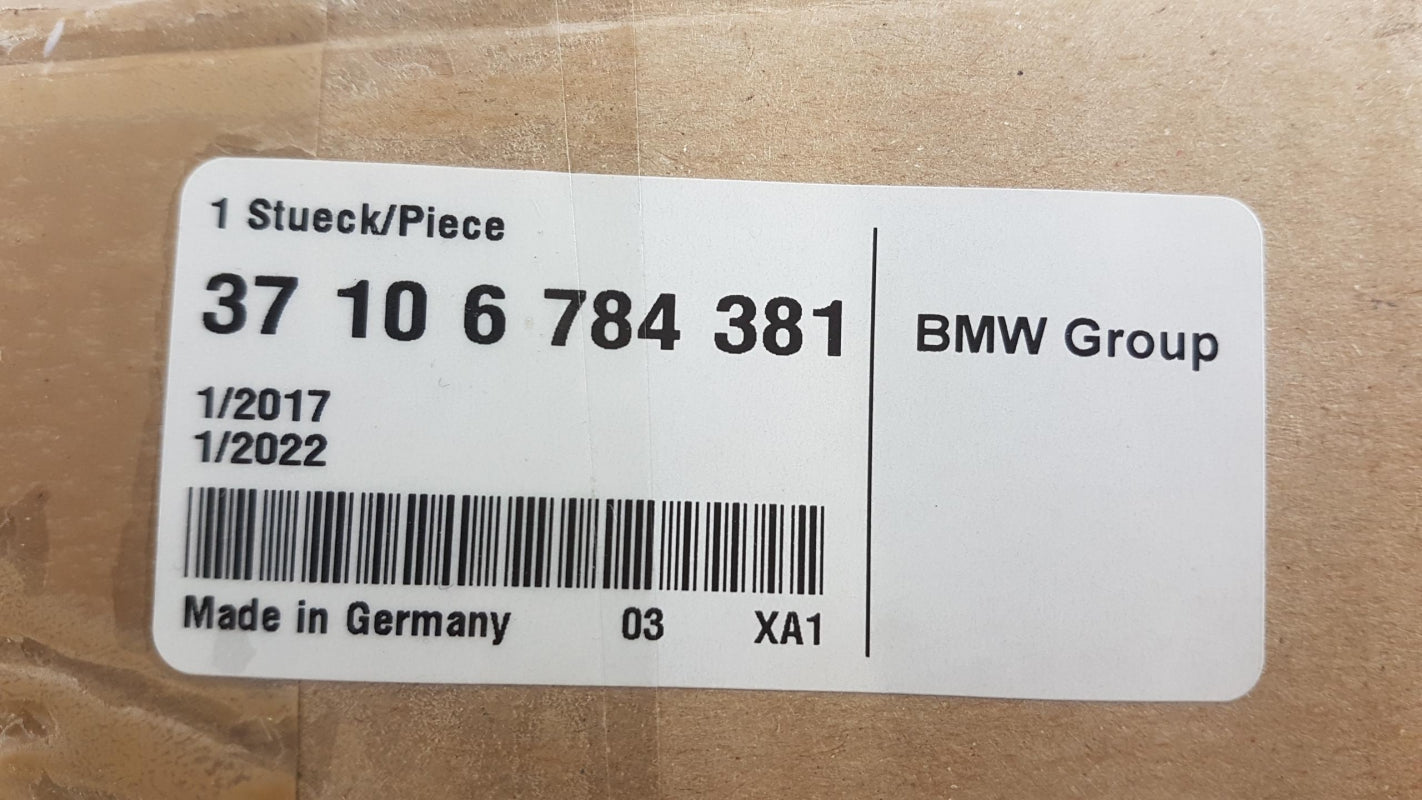 1 Stueck/Piece
37 10 6 784 381
1/2017
1/2022
Made in Germany 03 XA1
BMW Group